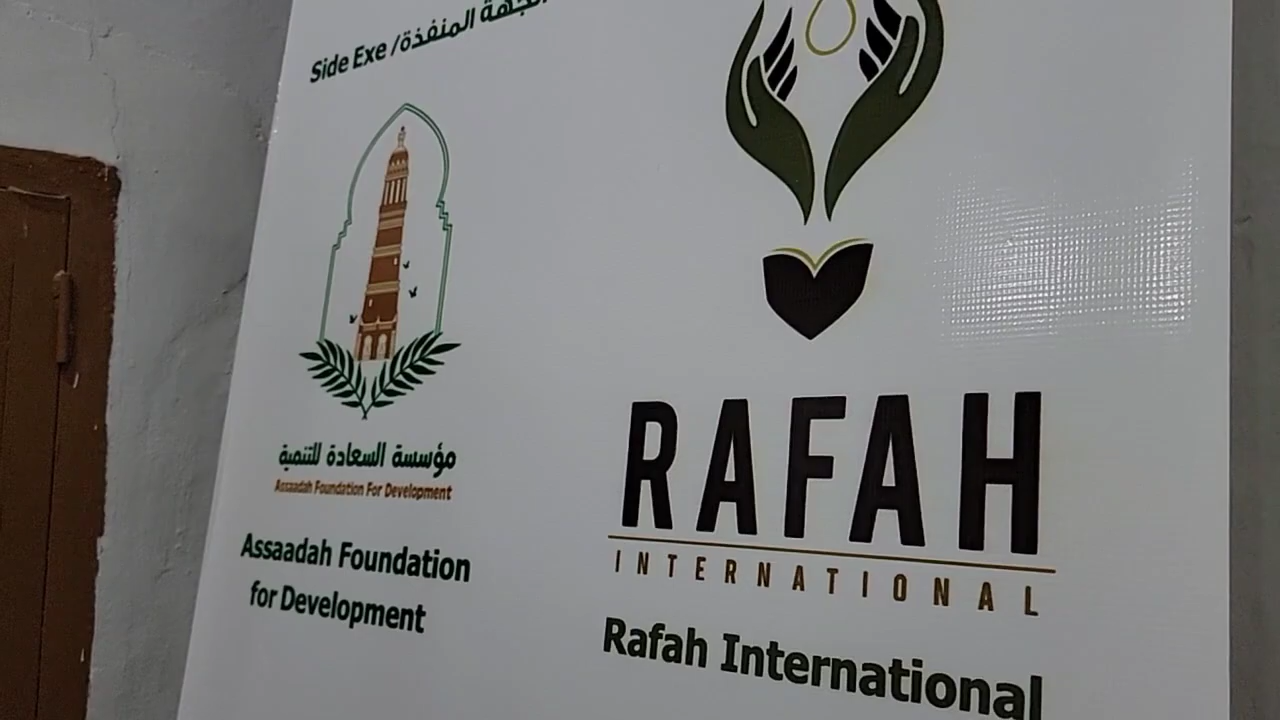 Side Exe /الجهة المنفذة
مؤسسة السعادة للتنمية
Assaadah Foundation For Development
Assaadah Foundation
for Development
RAFAH
INTERNATIONAL
Rafah International